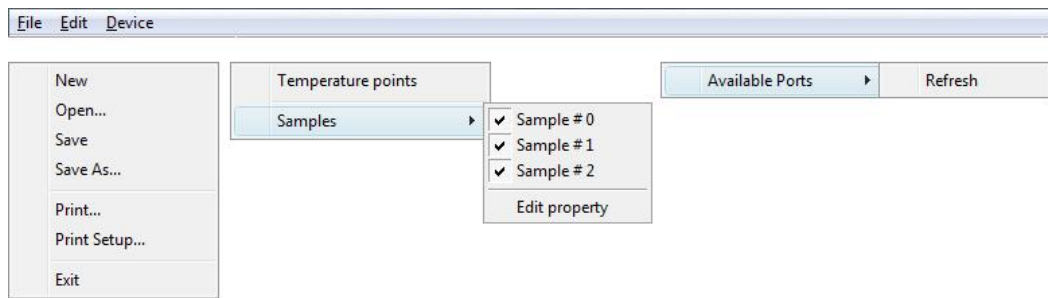 File Edit Device
New
Open...
Save
Save As...
Print...
Print Setup...
Exit
Temperature points
Samples
Sample # 0
Sample # 1
Sample # 2
Edit property
Available Ports
Refresh